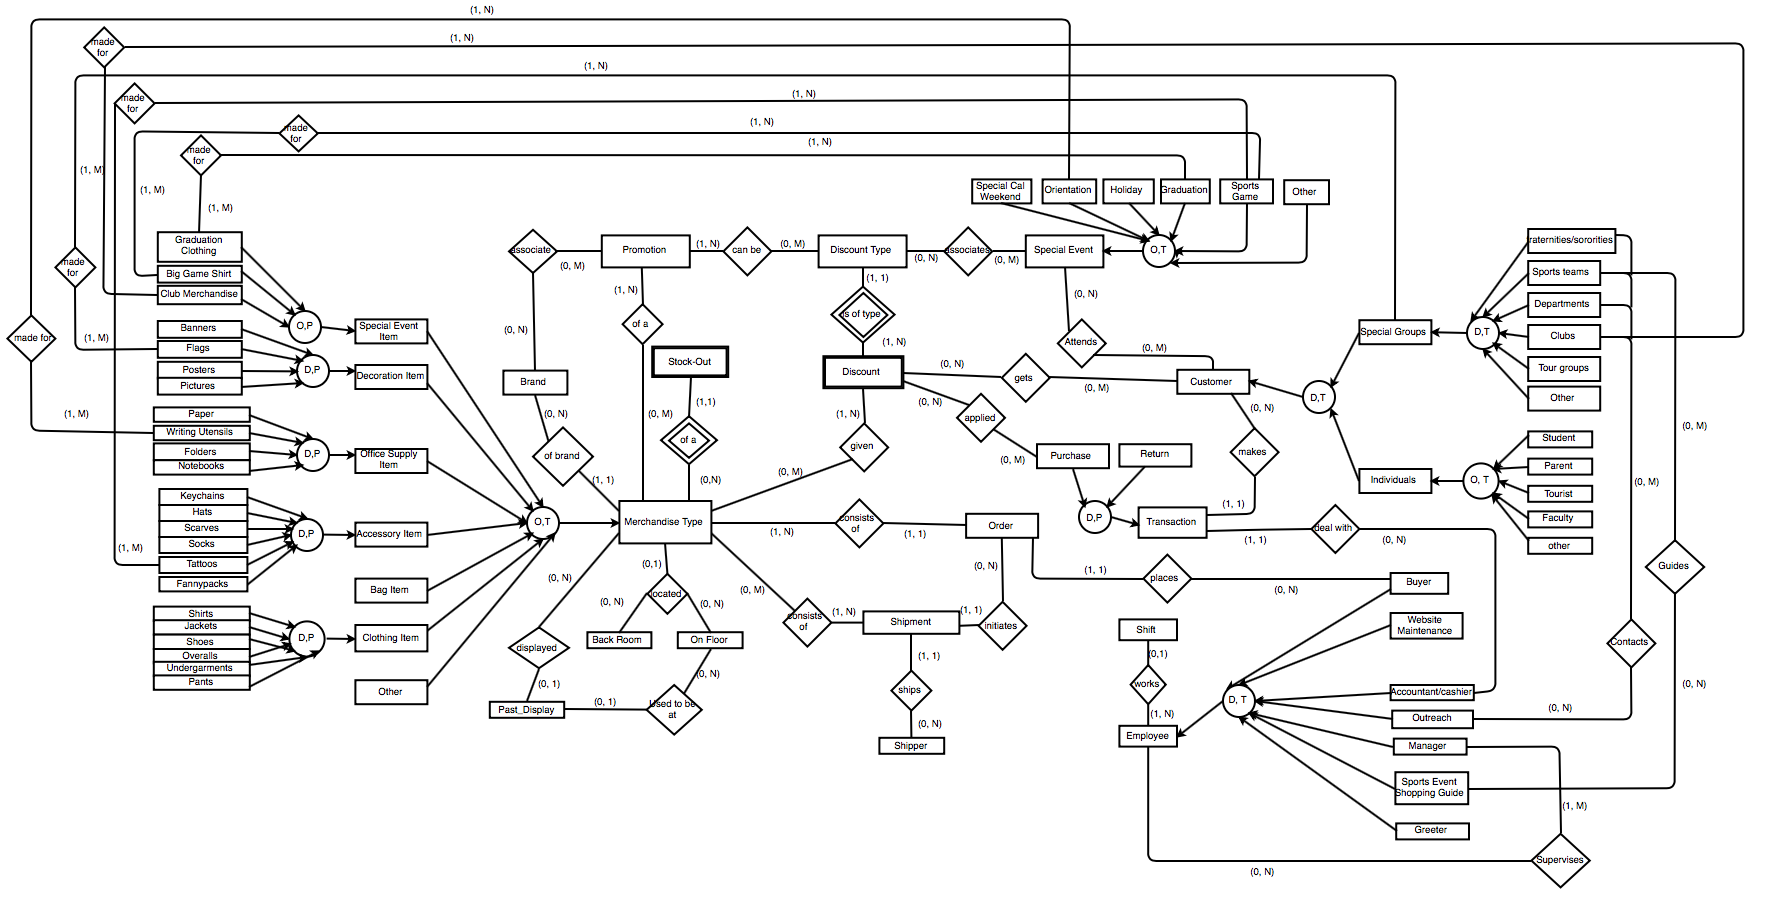 (1, N)
made
for
(1, N)
(1, N)
made
for
(1, N)
made
for
(1, N)
made
for
(1, N)
(1, M)
(1, M)
(1, M)
Special Cal
Weekend
Orientation
Holiday
Graduation
Sports
Game
Other
Graduation
Clothing
Big Game Shirt
Club Merchandise
made
for
associate
(0, M)
Promotion
(1, N)
can be
(0, M)
Discount Type
(0, N)
associates
(0, M)
Special Event
O,T
raternities/sororities
Sports teams
Departments
Clubs
Tour groups
Other
D,T
Special Groups
(1, N)
(1, 1)
(0, N)
O,P
Special Event
Item
made for
(1, M)
Banners
Flags
Posters
Pictures
D,P
Decoration Item
(0, N)
of a
is of type
Attends
(0, M)
Stock-Out
(1, N)
Brand
Discount
(0, N)
gets
(0, M)
Customer
D,T
(1, M)
Paper
Writing Utensils
Folders
Notebooks
D,P
Office Supply
Item
(0, N)
(0, M)
(1,1)
(1, N)
(0, N)
applied
(0, N)
(0, M)
of brand
of a
given
(0, M)
Purchase
Return
makes
Student
Parent
Tourist
Faculty
other
O, T
Individuals
(1, 1)
(0,N)
(0, M)
(0, M)
Keychains
Hats
Scarves
Socks
Tattoos
Fannypacks
(1, M)
D,P
Accessory Item
O,T
Merchandise Type
(1, N)
consists
of
(1, 1)
Order
D,P
Transaction
(1, 1)
(1, 1)
deal with
(0, N)
Bag Item
(0, N)
(0,1)
located
(0, N)
(0, N)
(0, M)
(0, N)
(1, 1)
places
(0, N)
Buyer
Guides
Shirts
Jackets
Shoes
Overalls
Undergarments
Pants
D,P
Clothing Item
displayed
Back Room
On Floor
consists
of
(1, N)
Shipment
(1, 1)
initiates
Shift
Website
Maintenance
Contacts
(0,1)
(1, 1)
Other
(0, 1)
(0, N)
Past_Display
(0, 1)
Used to be
at
ships
works
D, T
Accountant/cashier
(0, N)
(0, N)
Shipper
(1, N)
Employee
Outreach
(0, N)
Manager
Sports Event
Shopping Guide
Greeter
(1, M)
Supervises
(0, N)